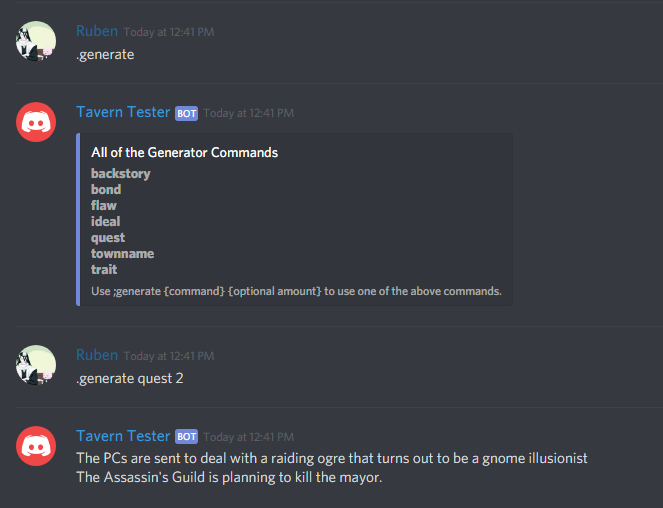 Ruben Today at 12:41 PM
.generate
Tavern Tester BOT Today at 12:41 PM
All of the Generator Commands
backstory
bond
flaw
ideal
quest
townname
trait
Use ;generate {command} {optional amount} to use one of the above commands.
Ruben Today at 12:41 PM
.generate quest 2
Tavern Tester BOT Today at 12:41 PM
The PCs are sent to deal with a raiding ogre that turns out to be a gnome illusionist
The Assassin's Guild is planning to kill the mayor.